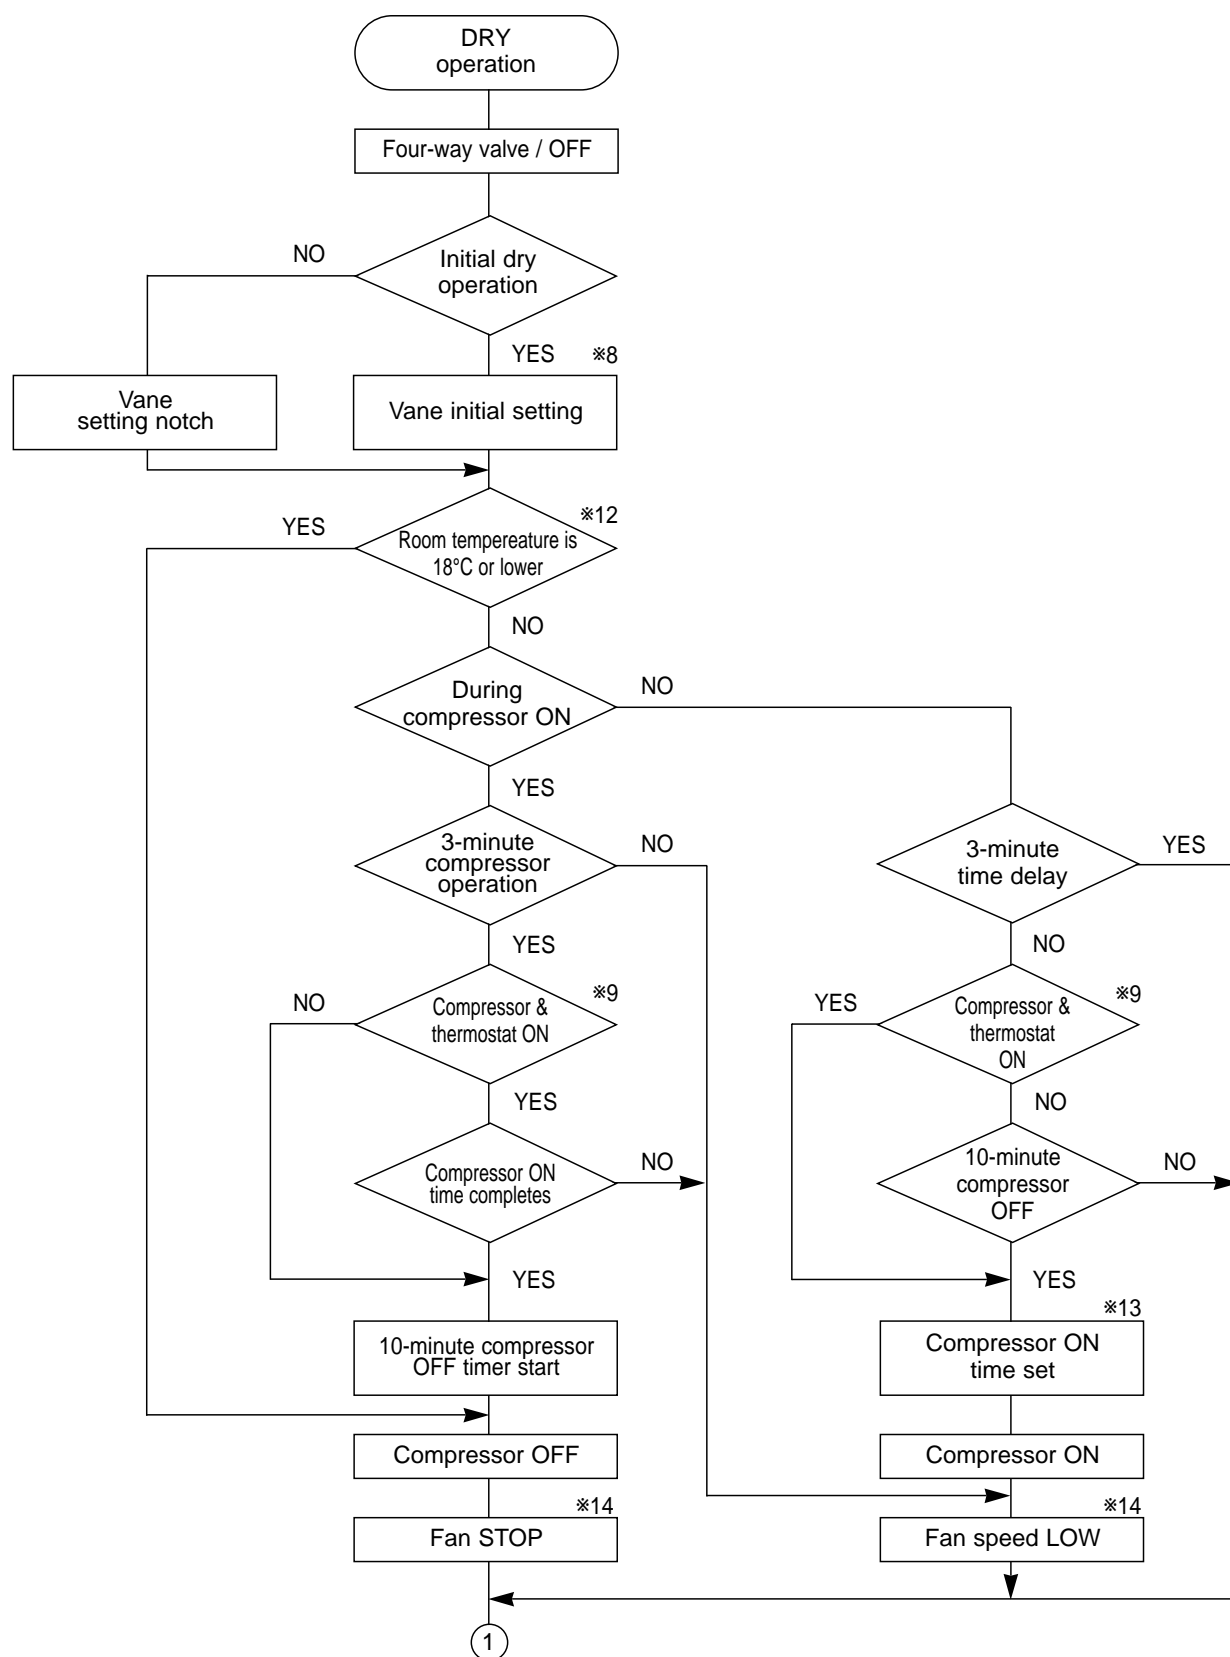 DRY
operation
Four-way valve / OFF
NO
Initial dry
operation
YES
※8
Vane
setting notch
Vane initial setting
YES
※12
Room tempereature is
18°C or lower
NO
During
compressor ON
NO
YES
3-minute
compressor
operation
NO
3-minute
time delay
YES
YES
NO
NO
Compressor &
thermostat ON
※9
YES
Compressor &
thermostat
ON
※9
YES
NO
Compressor ON
time completes
NO
10-minute
compressor
OFF
NO
YES
YES
※13
10-minute compressor
OFF timer start
Compressor ON
time set
Compressor OFF
Compressor ON
※14
※14
Fan STOP
Fan speed LOW
1